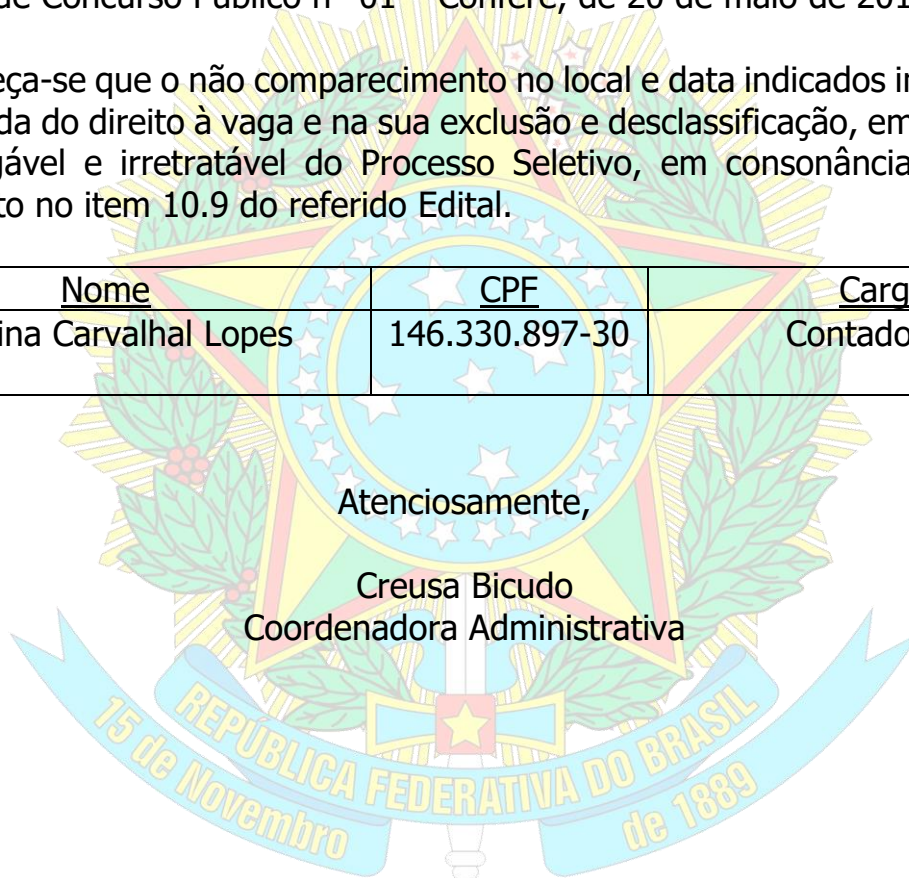 de Concurso Público nº 01 – Confere, de 20 de maio de 201
eça-se que o não comparecimento no local e data indicados i
da do direito à vaga e na sua exclusão e desclassificação, em
gável e irretratável do Processo Seletivo, em consonância
to no item 10.9 do referido Edital.
Nome CPF Carg
ina Carvalhal Lopes 146.330.897-30 Contado
Atenciosamente,
Creusa Bicudo
Coordenadora Administrativa
REPÚBLICA FEDERATIVA DO BRASIL
15 de Novembro de 1889